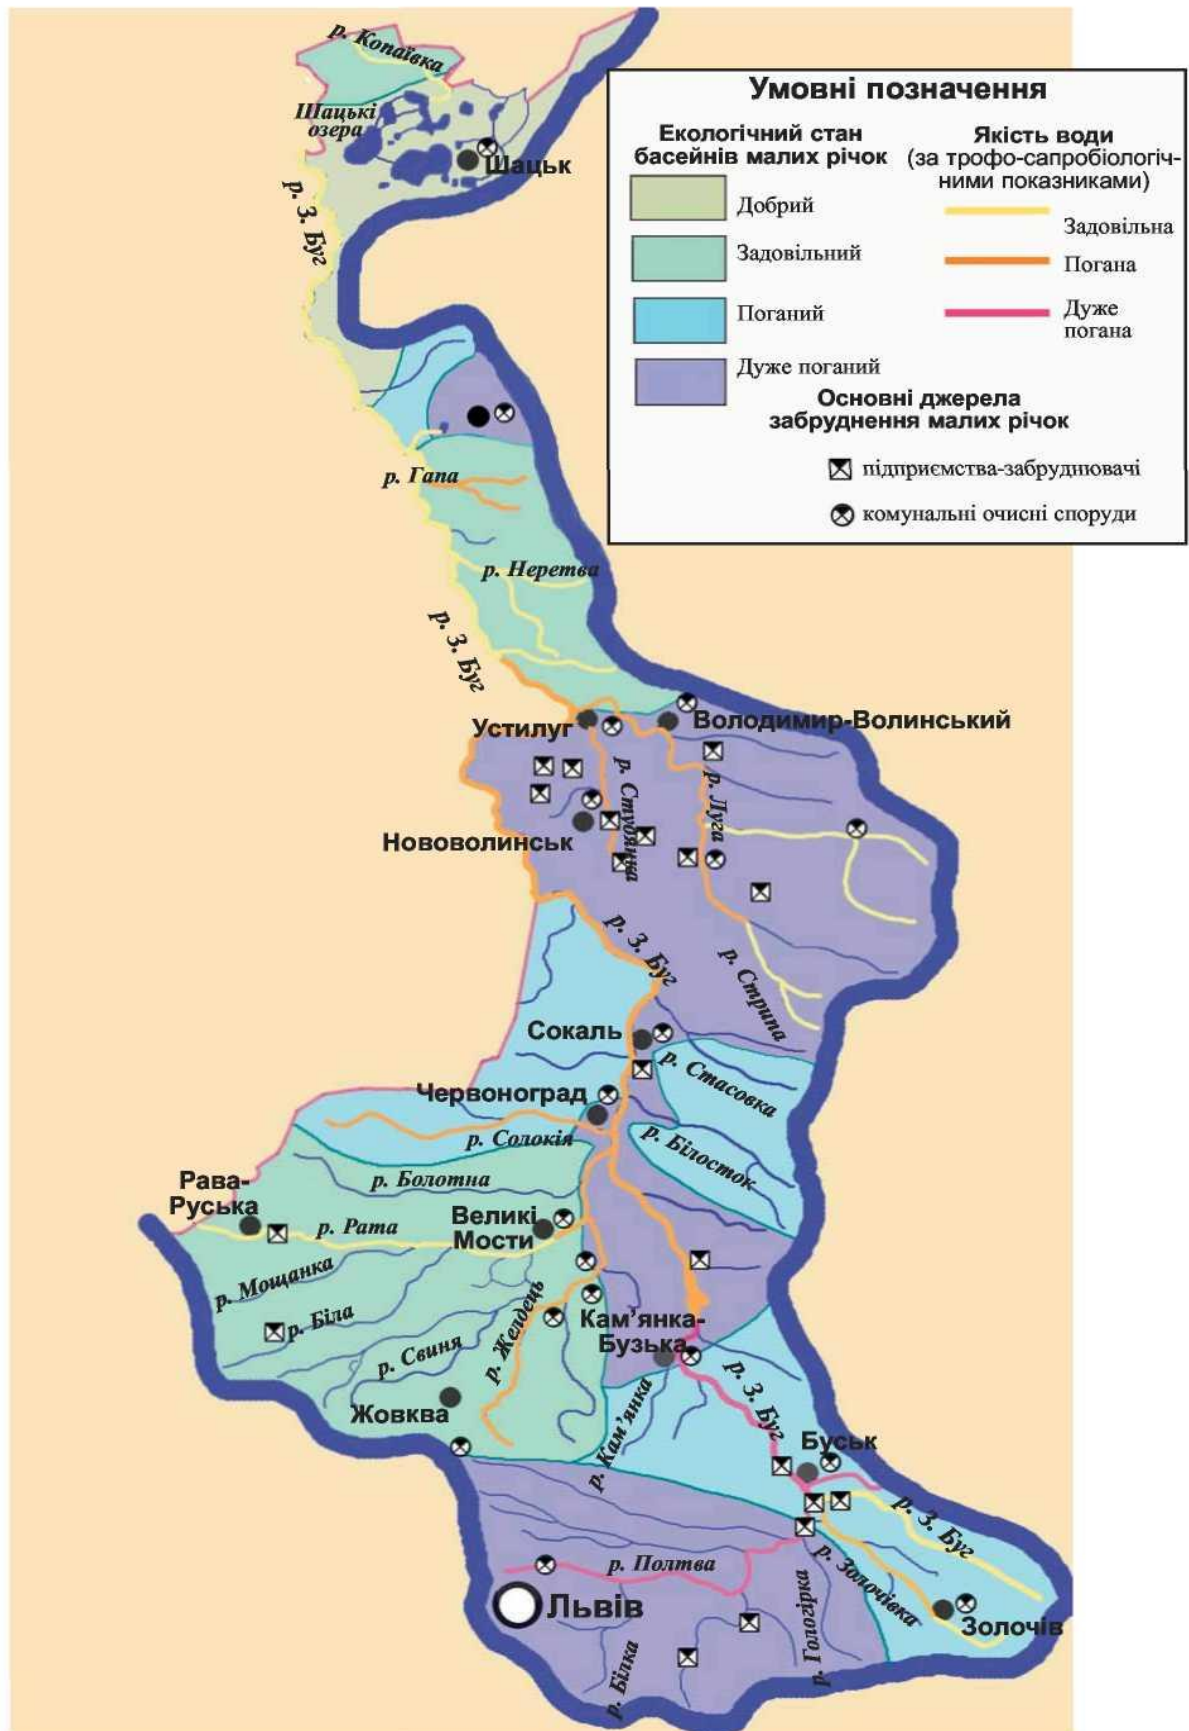 р. Копаївка
Шацькі
озера
Шацьк
р. З. Буг
Умовні позначення
Екологічний стан
басейнів малих річок
Добрий
Задовільний
Поганий
Дуже поганий
Якість води
(за трофо-сапробіологіч-
ними показниками)
Задовільна
Погана
Дуже
погана
Основні джерела
забруднення малих річок
підприємства-забруднювачі
комунальні очисні споруди
р. Гапа
р. Неретва
р. З. Буг
Устилуг
Володимир-Волинський
р. Студянка
р. Луга
Нововолинськ
р. З. Буг
р. Стрипа
Сокаль
р. Стасовка
Червоноград
р. Солокія
р. Білосток
р. Болотна
Рава-
Руська
р. Рата
Великі
Мости
р. Мощанка
р. Біла
р. Свиня
р. Желдець
Кам’янка-
Бузька
Жовква
р. Кам’янка
р. З. Буг
Буськ
р. З. Буг
р. Полтва
р. Золочівка
Львів
р. Гологірка
Золочів
р. Білка